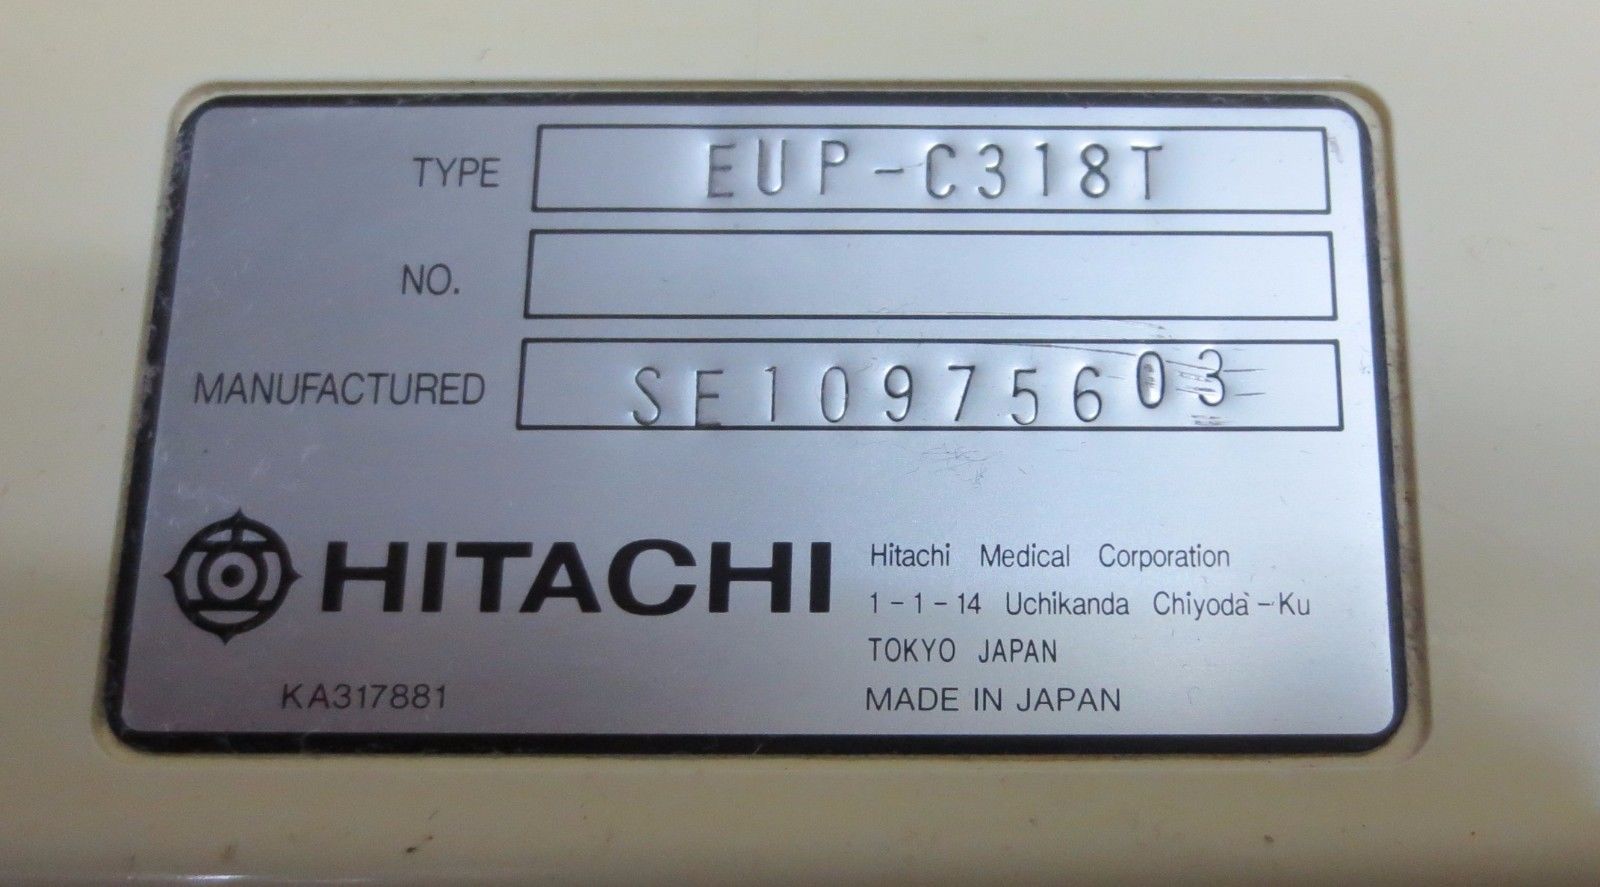 TYPE EUP-C318T
NO.
MANUFACTURED SE10975603
HITACHI
Hitachi Medical Corporation
1-1-14 Uchikanda Chiyoda-Ku
TOKYO JAPAN
KA317881
MADE IN JAPAN